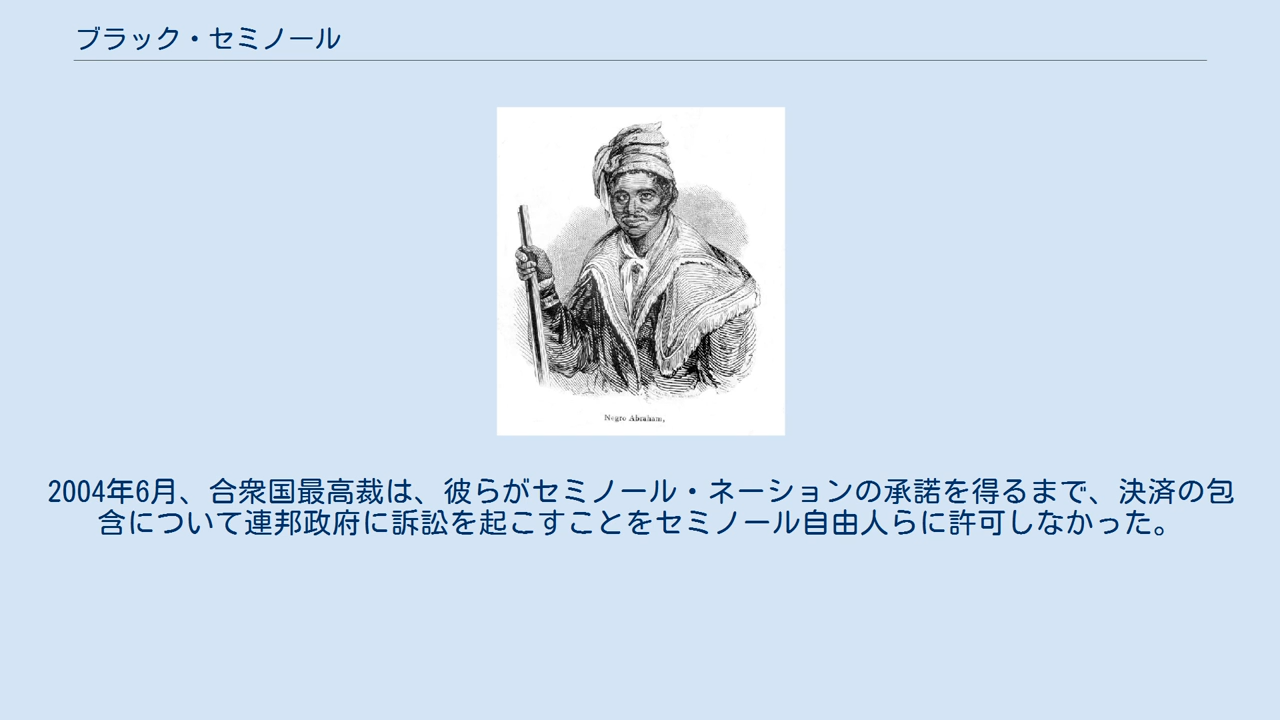 ブラック・セミノール
Negro Abraham,
2004年6月、合衆国最高裁は、彼らがセミノール・ネーションの承諾を得るまで、決済の包
含について連邦政府に訴訟を起こすことをセミノール自由人らに許可しなかった。